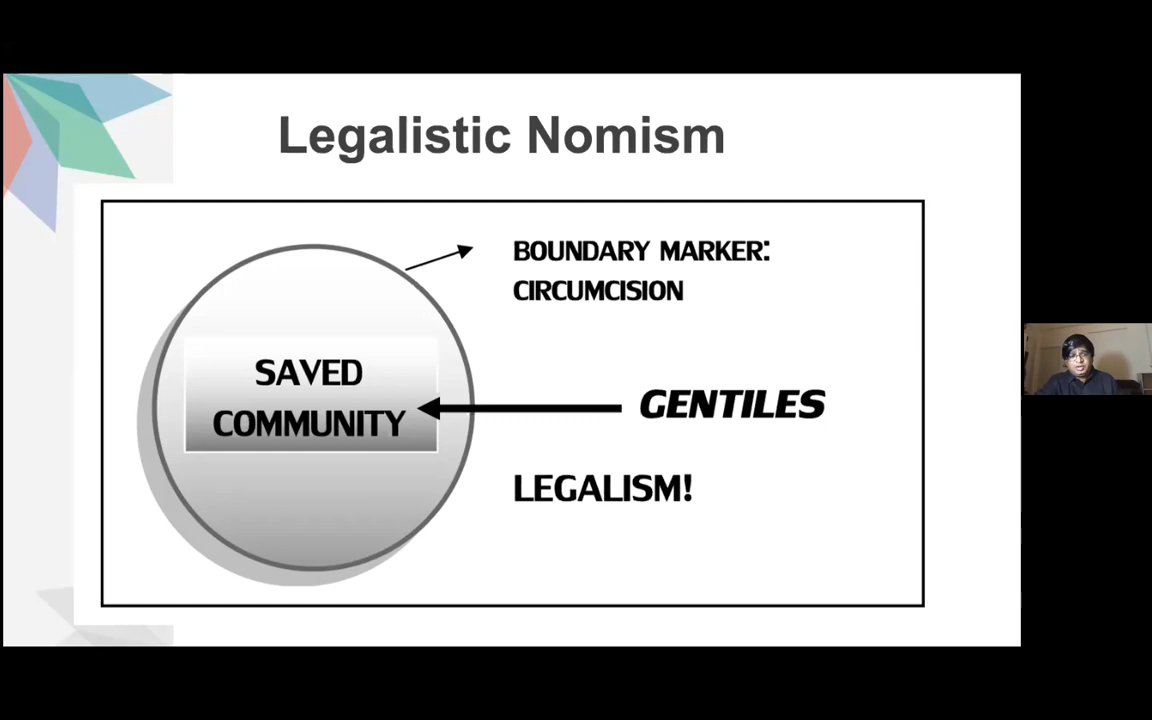 Legalistic Nomism
BOUNDARY MARKER:
CIRCUMCISION
SAVED
COMMUNITY
GENTILES
LEGALISM!